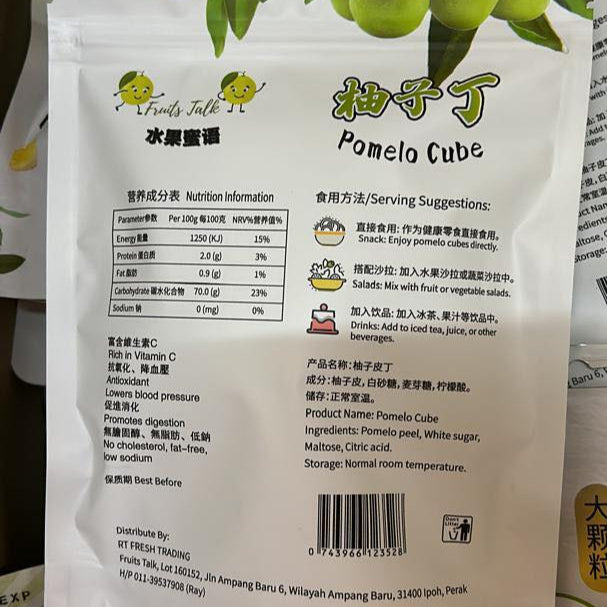 Fruits Talk
水果蜜语
柚子丁
Pomelo Cube
营养成分表 Nutrition Information
Parameter参数 Per 100g 每100克 NRV%营养值%
Energy 能量 1250 (KJ) 15%
Protein 蛋白质 2.0 (g) 3%
Fat 脂肪 0.9 (g) 1%
Carbohydrate 碳水化合物 70.0 (g) 23%
Sodium 钠 0 (mg) 0%
食用方法/Serving Suggestions:
直接食用: 作为健康零食直接食用。
Snack: Enjoy pomelo cubes directly.
搭配沙拉: 加入水果沙拉或蔬菜沙拉中。
Salads: Mix with fruit or vegetable salads.
加入饮品: 加入冰茶、果汁等饮品中。
Drinks: Add to iced tea, juice, or other
beverages.
富含維生素C
Rich in Vitamin C
抗氧化、降血壓
Antioxidant
Lowers blood pressure
促進消化
Promotes digestion
無膽固醇、無脂肪、低鈉
No cholesterol, fat-free,
low sodium
保质期 Best Before
产品名称: 柚子皮丁
成分: 柚子皮, 白砂糖, 麦芽糖, 柠檬酸。
储存: 正常室温。
Product Name: Pomelo Cube
Ingredients: Pomelo peel, White sugar,
Maltose, Citric acid.
Storage: Normal room temperature.
0 743966 123528
Don't
Litter
Distribute By:
RT FRESH TRADING
Fruits Talk, Lot 160152, Jln Ampang Baru 6, Wilayah Ampang Baru, 31400 Ipoh, Perak
H/P 011-39537908 (Ray)
EXP
Baru 6,
大
颗
粒